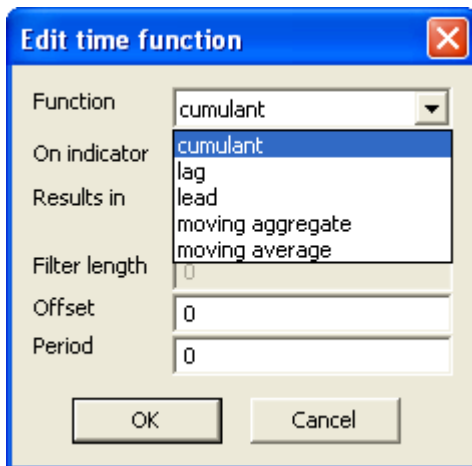 Edit time function
Function cumulant
cumulant
On indicator
lag
Results in lead
moving aggregate
moving average
Filter length 0
Offset 0
Period 0
OK Cancel